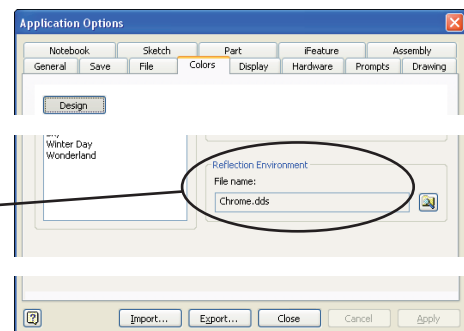 Application Options
Notebook Sketch Part iFeature Assembly
General Save File Colors Display Hardware Prompts Drawing
Design
Winter Day
Wonderland
Reflection Environment
File name:
Chrome.dds
Import... Export... Close Cancel Apply